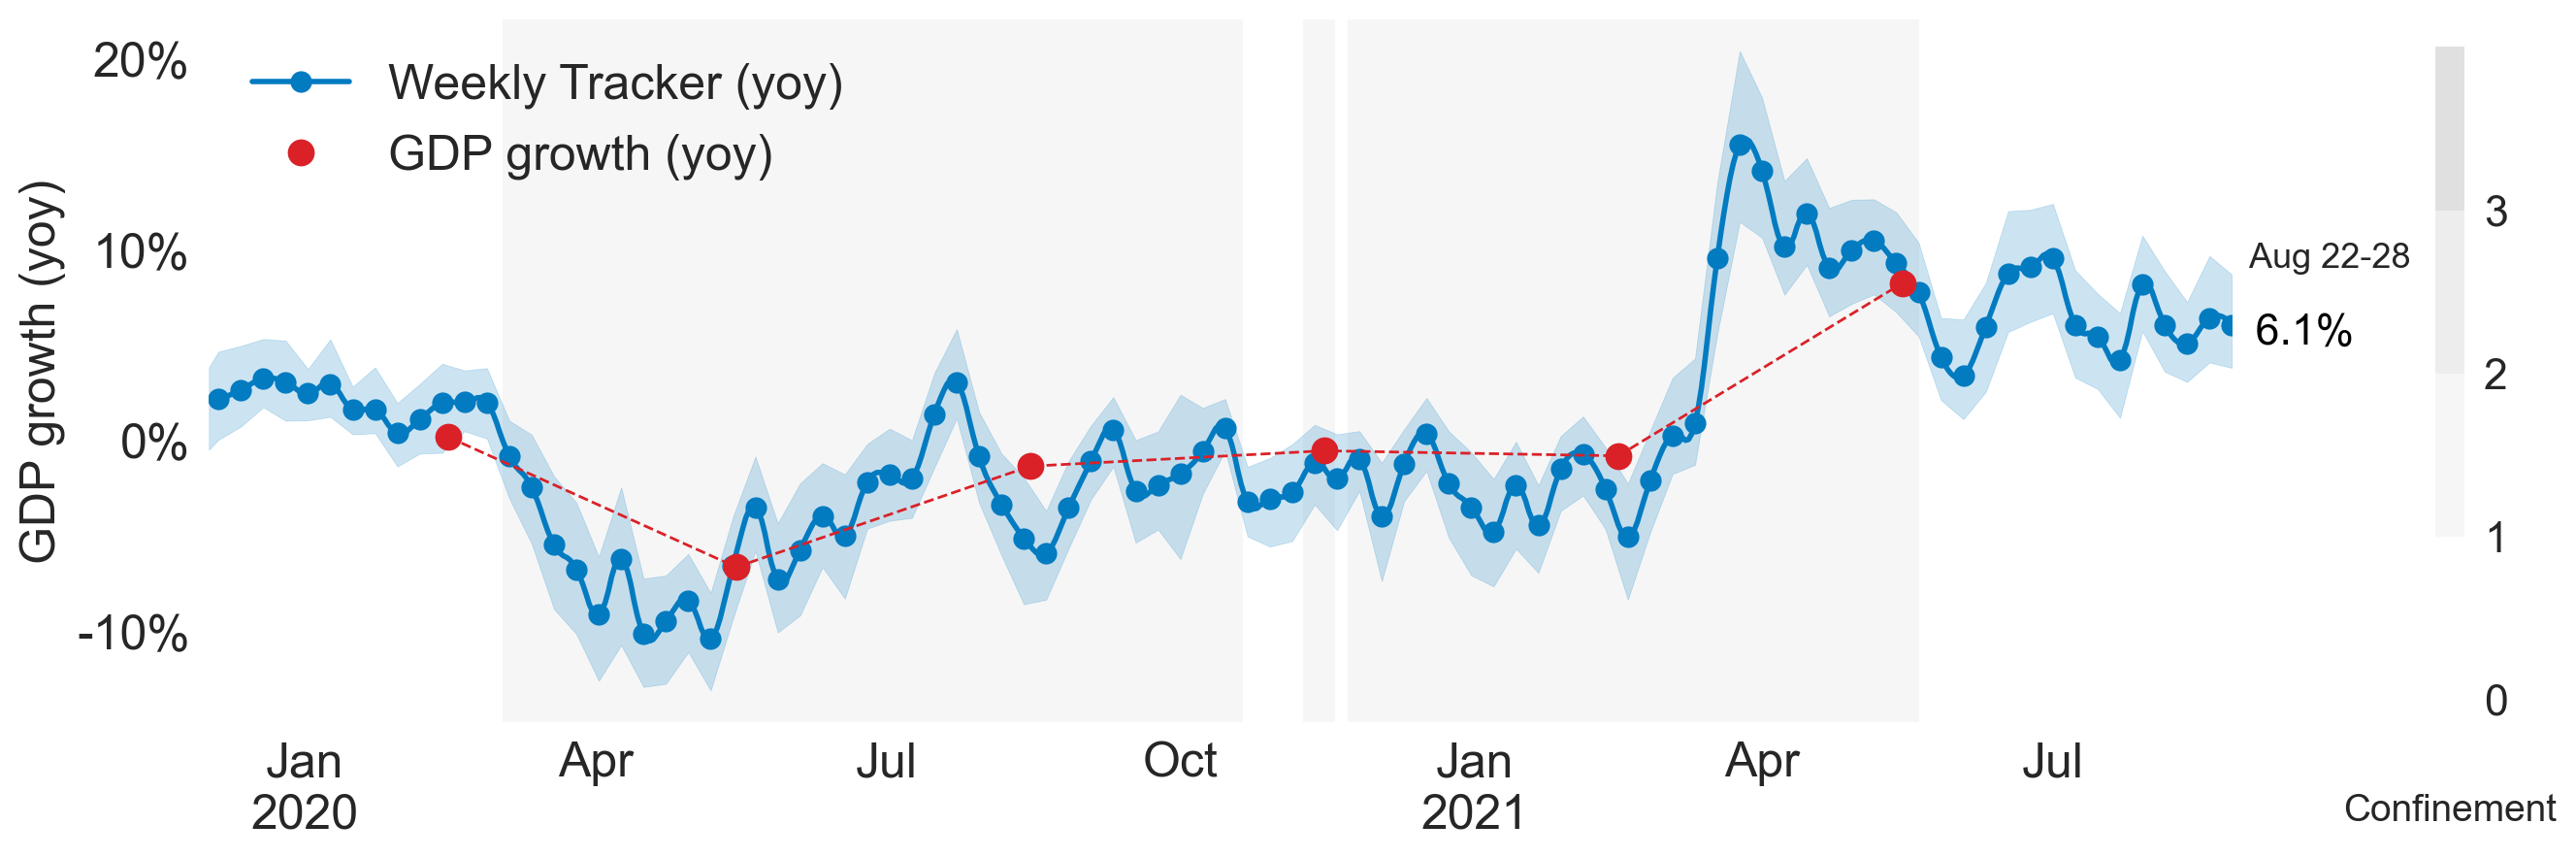 GDP growth (yoy)
20%
10%
0%
-10%
Weekly Tracker (yoy)
GDP growth (yoy)
Aug 22-28
6.1%
3
2
1
0
Jan Apr Jul Oct Jan Apr Jul
2020 2021
Confinement